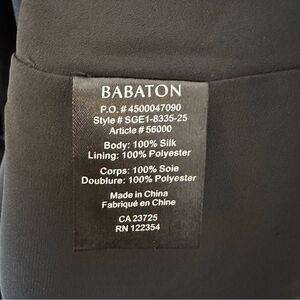 BABATON
P.O. # 4500047090
Style # SGE1-8335-25
Article # 56000
Body: 100% Silk
Lining: 100% Polyester
Corps: 100% Soie
Doublure: 100% Polyester
Made in China
Fabriqué en Chine
CA 23725
RN 122354